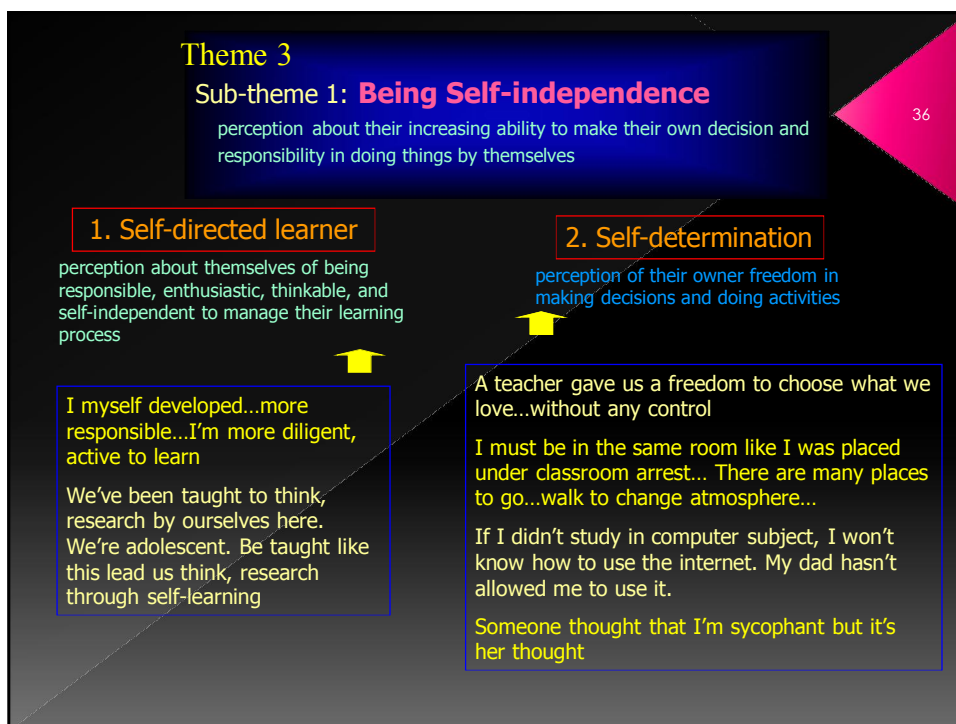 Theme 3
Sub-theme 1: Being Self-independence
perception about their increasing ability to make their own decision and
responsibility in doing things by themselves
36
1. Self-directed learner
perception about themselves of being
responsible, enthusiastic, thinkable, and
self-independent to manage their learning
process
I myself developed…more
responsible…I’m more diligent,
active to learn
We’ve been taught to think,
research by ourselves here.
We’re adolescent. Be taught like
this lead us think, research
through self-learning
2. Self-determination
perception of their owner freedom in
making decisions and doing activities
A teacher gave us a freedom to choose what we
love…without any control
I must be in the same room like I was placed
under classroom arrest… There are many places
to go…walk to change atmosphere…
If I didn’t study in computer subject, I won’t
know how to use the internet. My dad hasn’t
allowed me to use it.
Someone thought that I’m sycophant but it’s
her thought